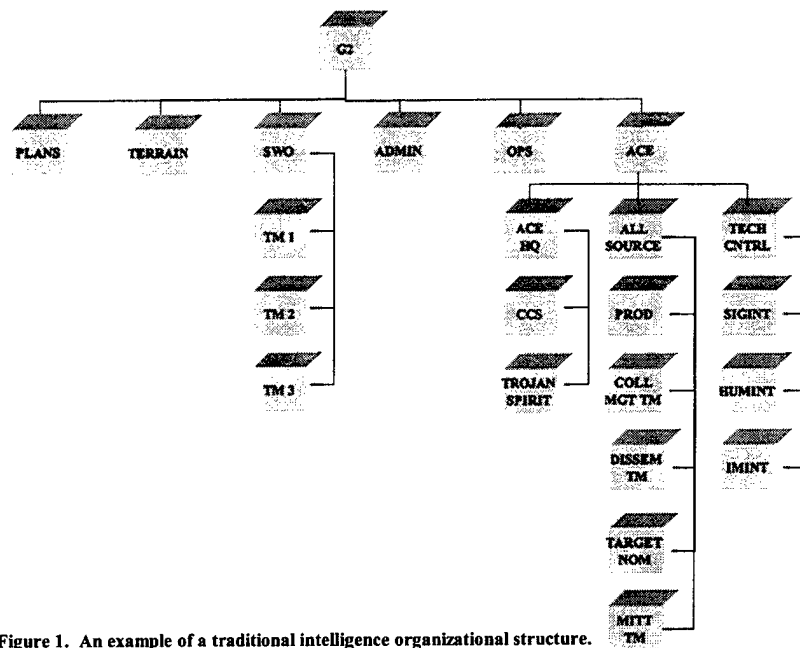 G2
PLANS
TERRAIN
SWO
ADMIN
OPS
ACE
TM 1
TM 2
TM 3
ACE
HQ
CCS
TROJAN
SPIRIT
ALL
SOURCE
PROD
COLL
MGT TM
DISSEM
TM
TARGET
NOM
MITT
TM
TECH
CNTRL
SIGINT
HUMINT
IMINT
Figure 1. An example of a traditional intelligence organizational structure.